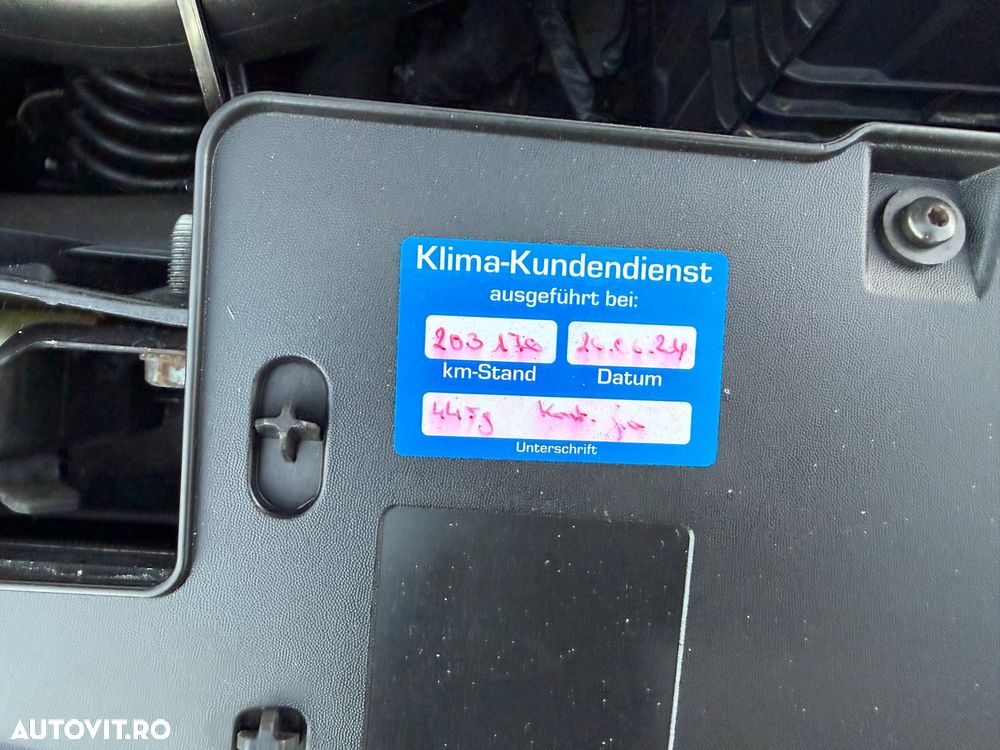 Klima-Kundendienst
ausgeführt bei:
203 170
km-Stand
Datum
Unterschrift
AUTOVIT.RO